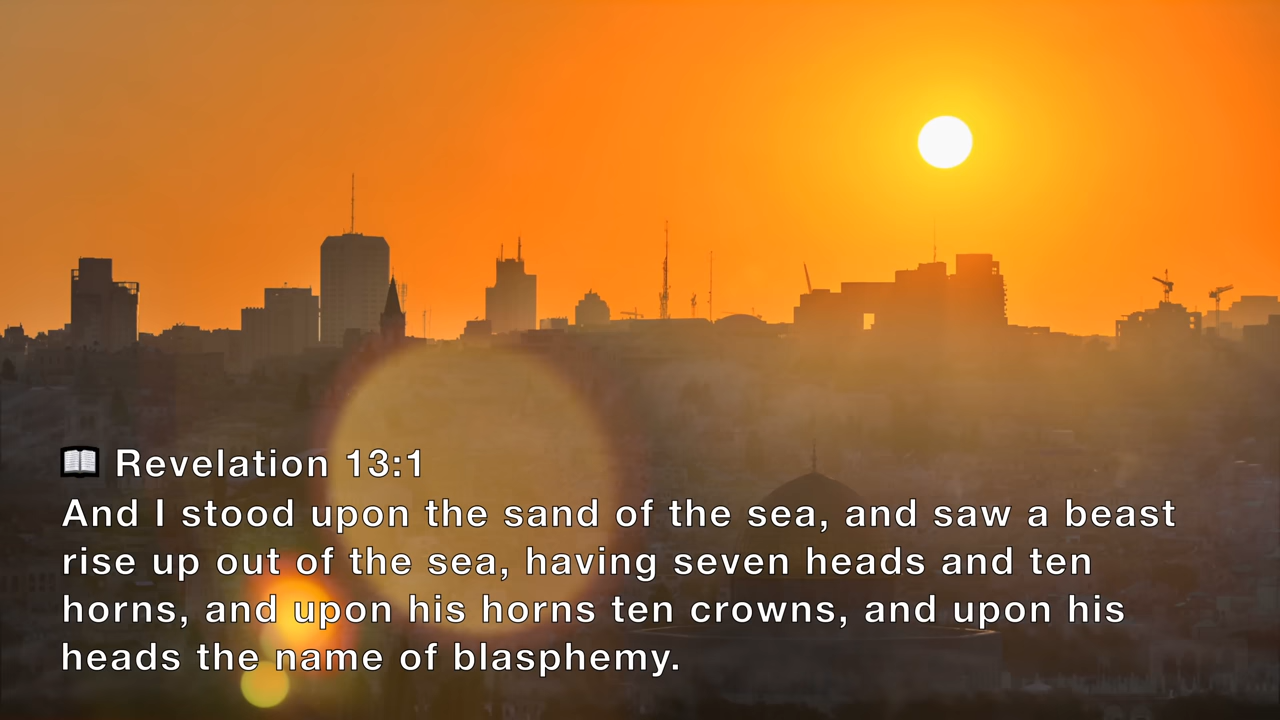 📖 Revelation 13:1
And I stood upon the sand of the sea, and saw a beast
rise up out of the sea, having seven heads and ten
horns, and upon his horns ten crowns, and upon his
heads the name of blasphemy.